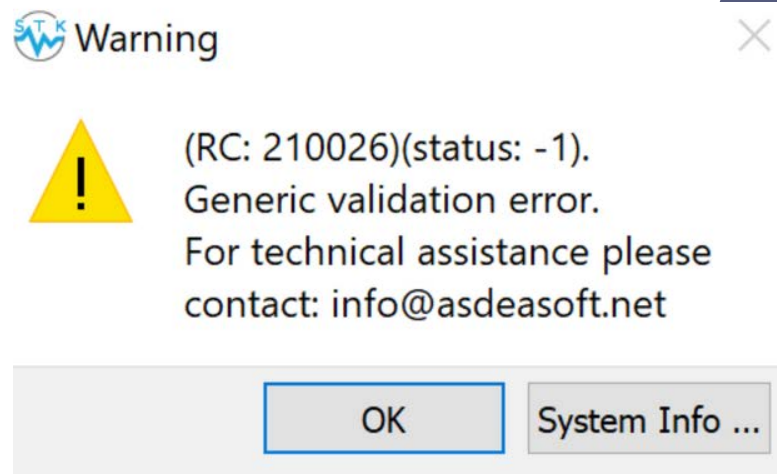 STK Warning
(RC: 210026)(status: -1).
Generic validation error.
For technical assistance please
contact: info@asdeasoft.net
OK
System Info ...